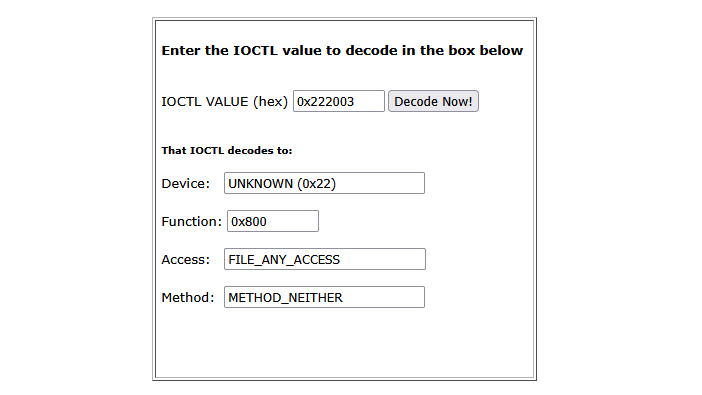 Enter the IOCTL value to decode in the box below
IOCTL VALUE (hex) 0x222003 Decode Now!
That IOCTL decodes to:
Device: UNKNOWN (0x22)
Function: 0x800
Access: FILE_ANY_ACCESS
Method: METHOD_NEITHER